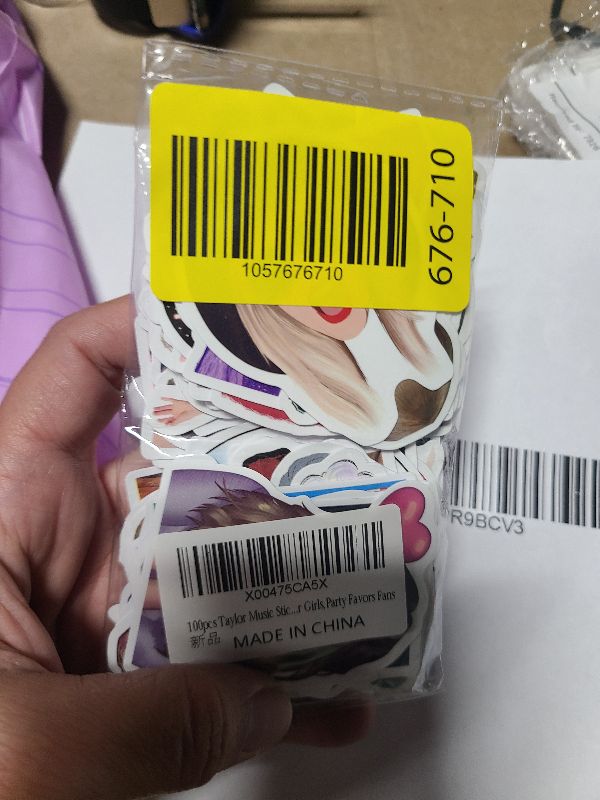 1057676710
676-710
R9BCV3
X00475CA5X
100pcs Taylor Music Stic...r Girls,Party Favors Fans
新品 MADE IN CHINA